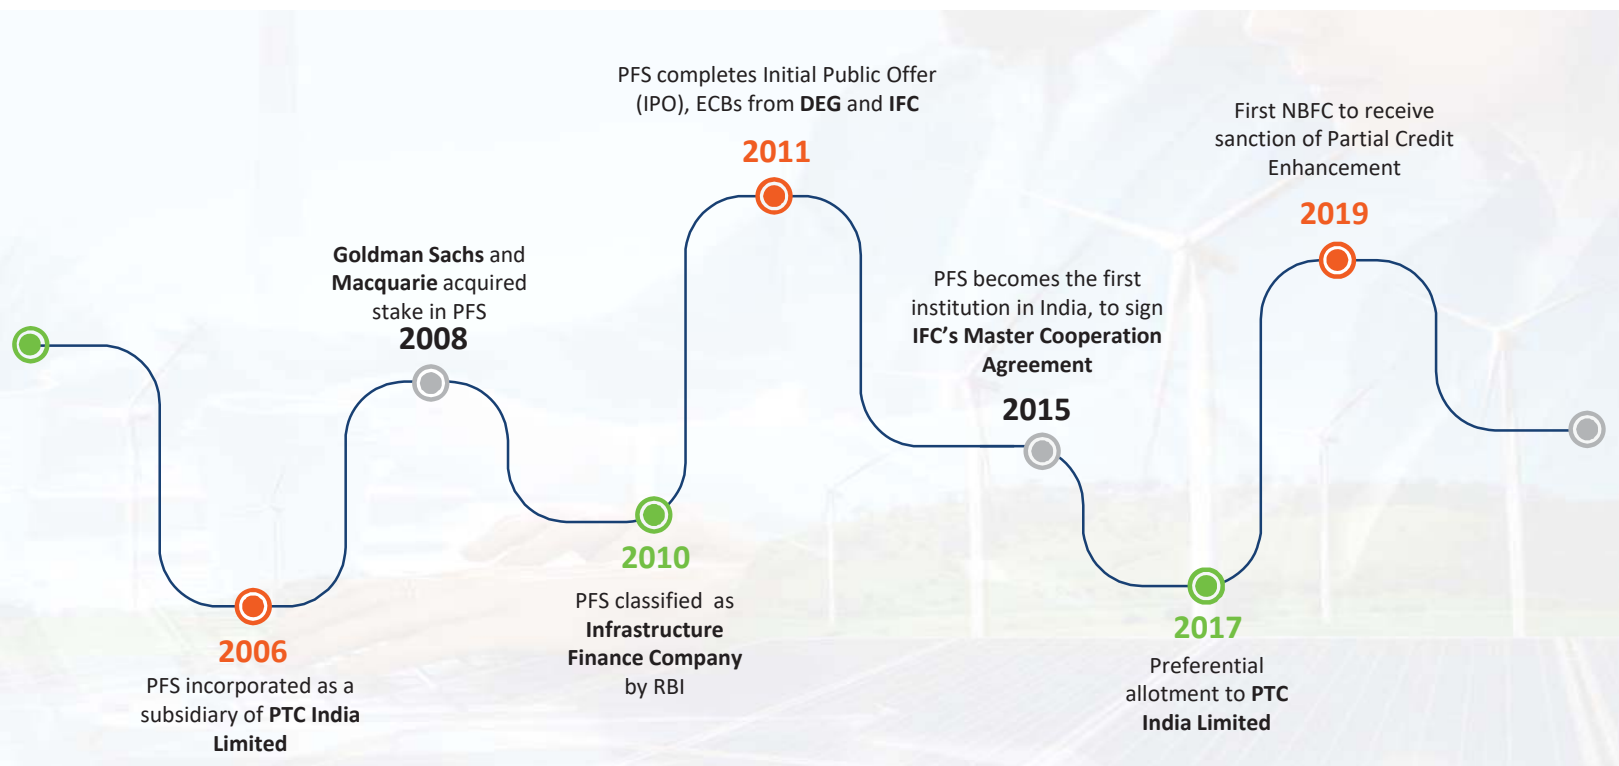 2006
PFS incorporated as a
subsidiary of PTC India
Limited
Goldman Sachs and
Macquarie acquired
stake in PFS
2008
2010
PFS classified  as
Infrastructure
Finance Company
by RBI
PFS completes Initial Public Offer
(IPO), ECBs from DEG and IFC
2011
PFS becomes the first
institution in India, to sign
IFC’s Master Cooperation
Agreement
2015
2017
Preferential
allotment to PTC
India Limited
First NBFC to receive
sanction of Partial Credit
Enhancement
2019